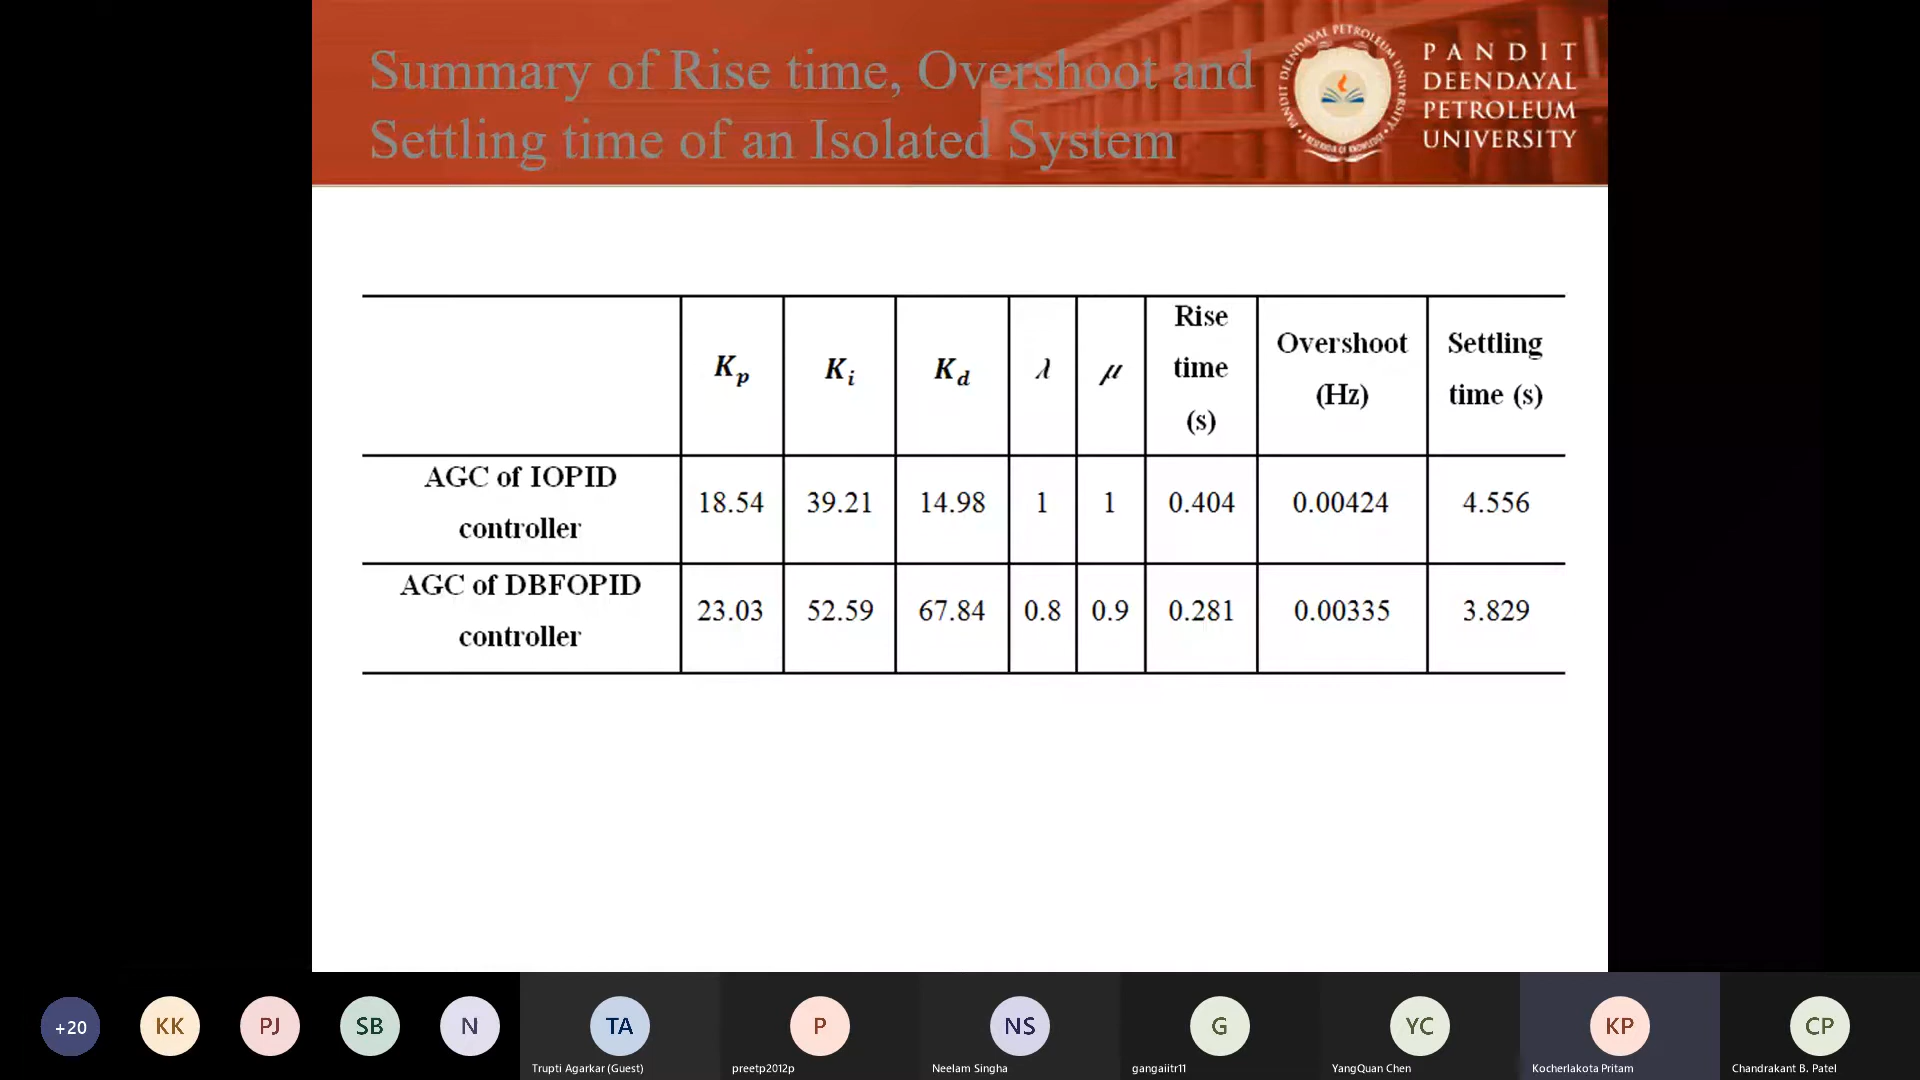 Summary of Rise time, Overshoot and
Settling time of an Isolated System
PANDIT
DEENDAYAL
PETROLEUM
UNIVERSITY
PANDIT DEENDAYAL PETROLEUM UNIVERSITY
Kp Ki Kd λ μ Rise time (s) Overshoot (Hz) Settling time (s)
AGC of IOPID controller 18.54 39.21 14.98 1 1 0.404 0.00424 4.556
AGC of DBFOPID controller 23.03 52.59 67.84 0.8 0.9 0.281 0.00335 3.829
+20 KK PJ SB N TA P NS G YC KP CP
Trupti Agarkar (Guest) preetp2012p Neelam Singha gangaiitr11 YangQuan Chen Kocherlakota Pritam Chandrakant B. Patel